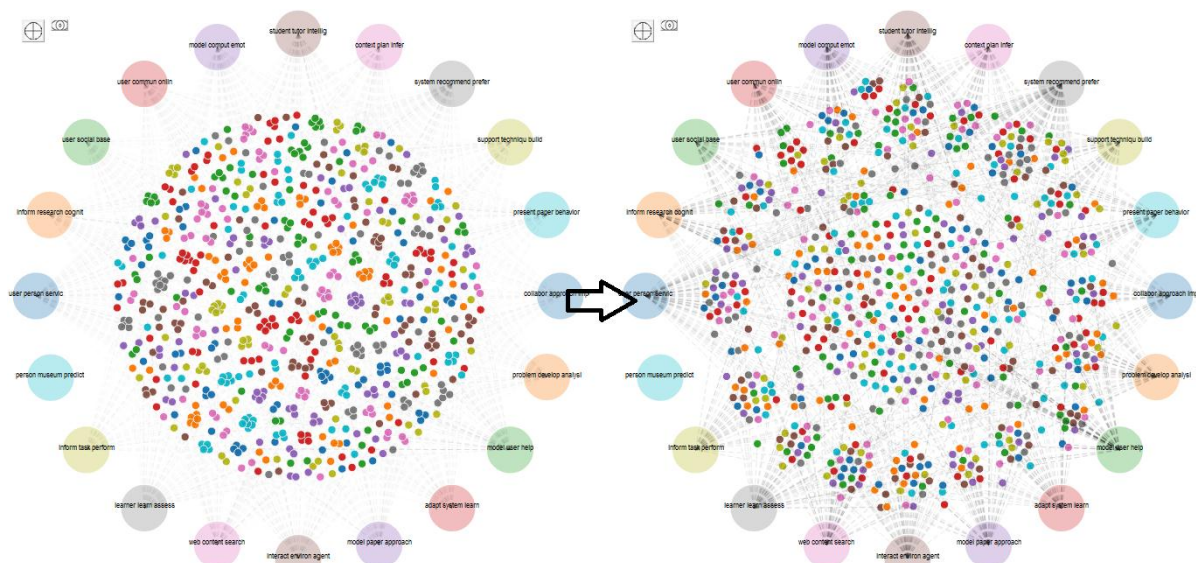 student tutor intellig
model comput emot
context plan infer
user commun onlin
system recommend prefer
user social base
support techniqu build
inform research cognit
present paper behavior
user person servic
collabor approach imp
person museum predict
problem develop analysi
inform task perform
model user help
learner learn assess
adapt system learn
web content search
model paper approach
interact environ agent
student tutor intellig
model comput emot
context plan infer
user commun onlin
system recommend prefer
user social base
support techniqu build
inform research cognit
present paper behavior
person servic
collabor approach im
person museum predict
problem develop analysi
inform task perform
model user help
learner learn assess
adapt system learn
web content search
model paper approach
interact environ agent